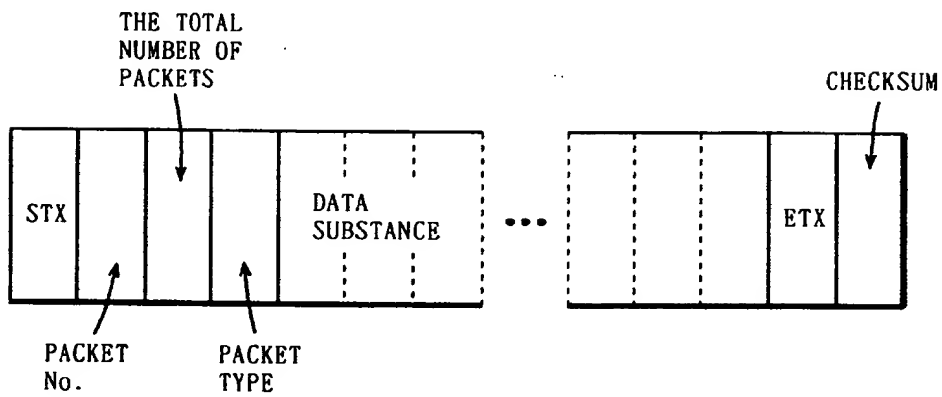 THE TOTAL
NUMBER OF
PACKETS
CHECKSUM
STX
DATA
SUBSTANCE
ETX
PACKET
No.
PACKET
TYPE